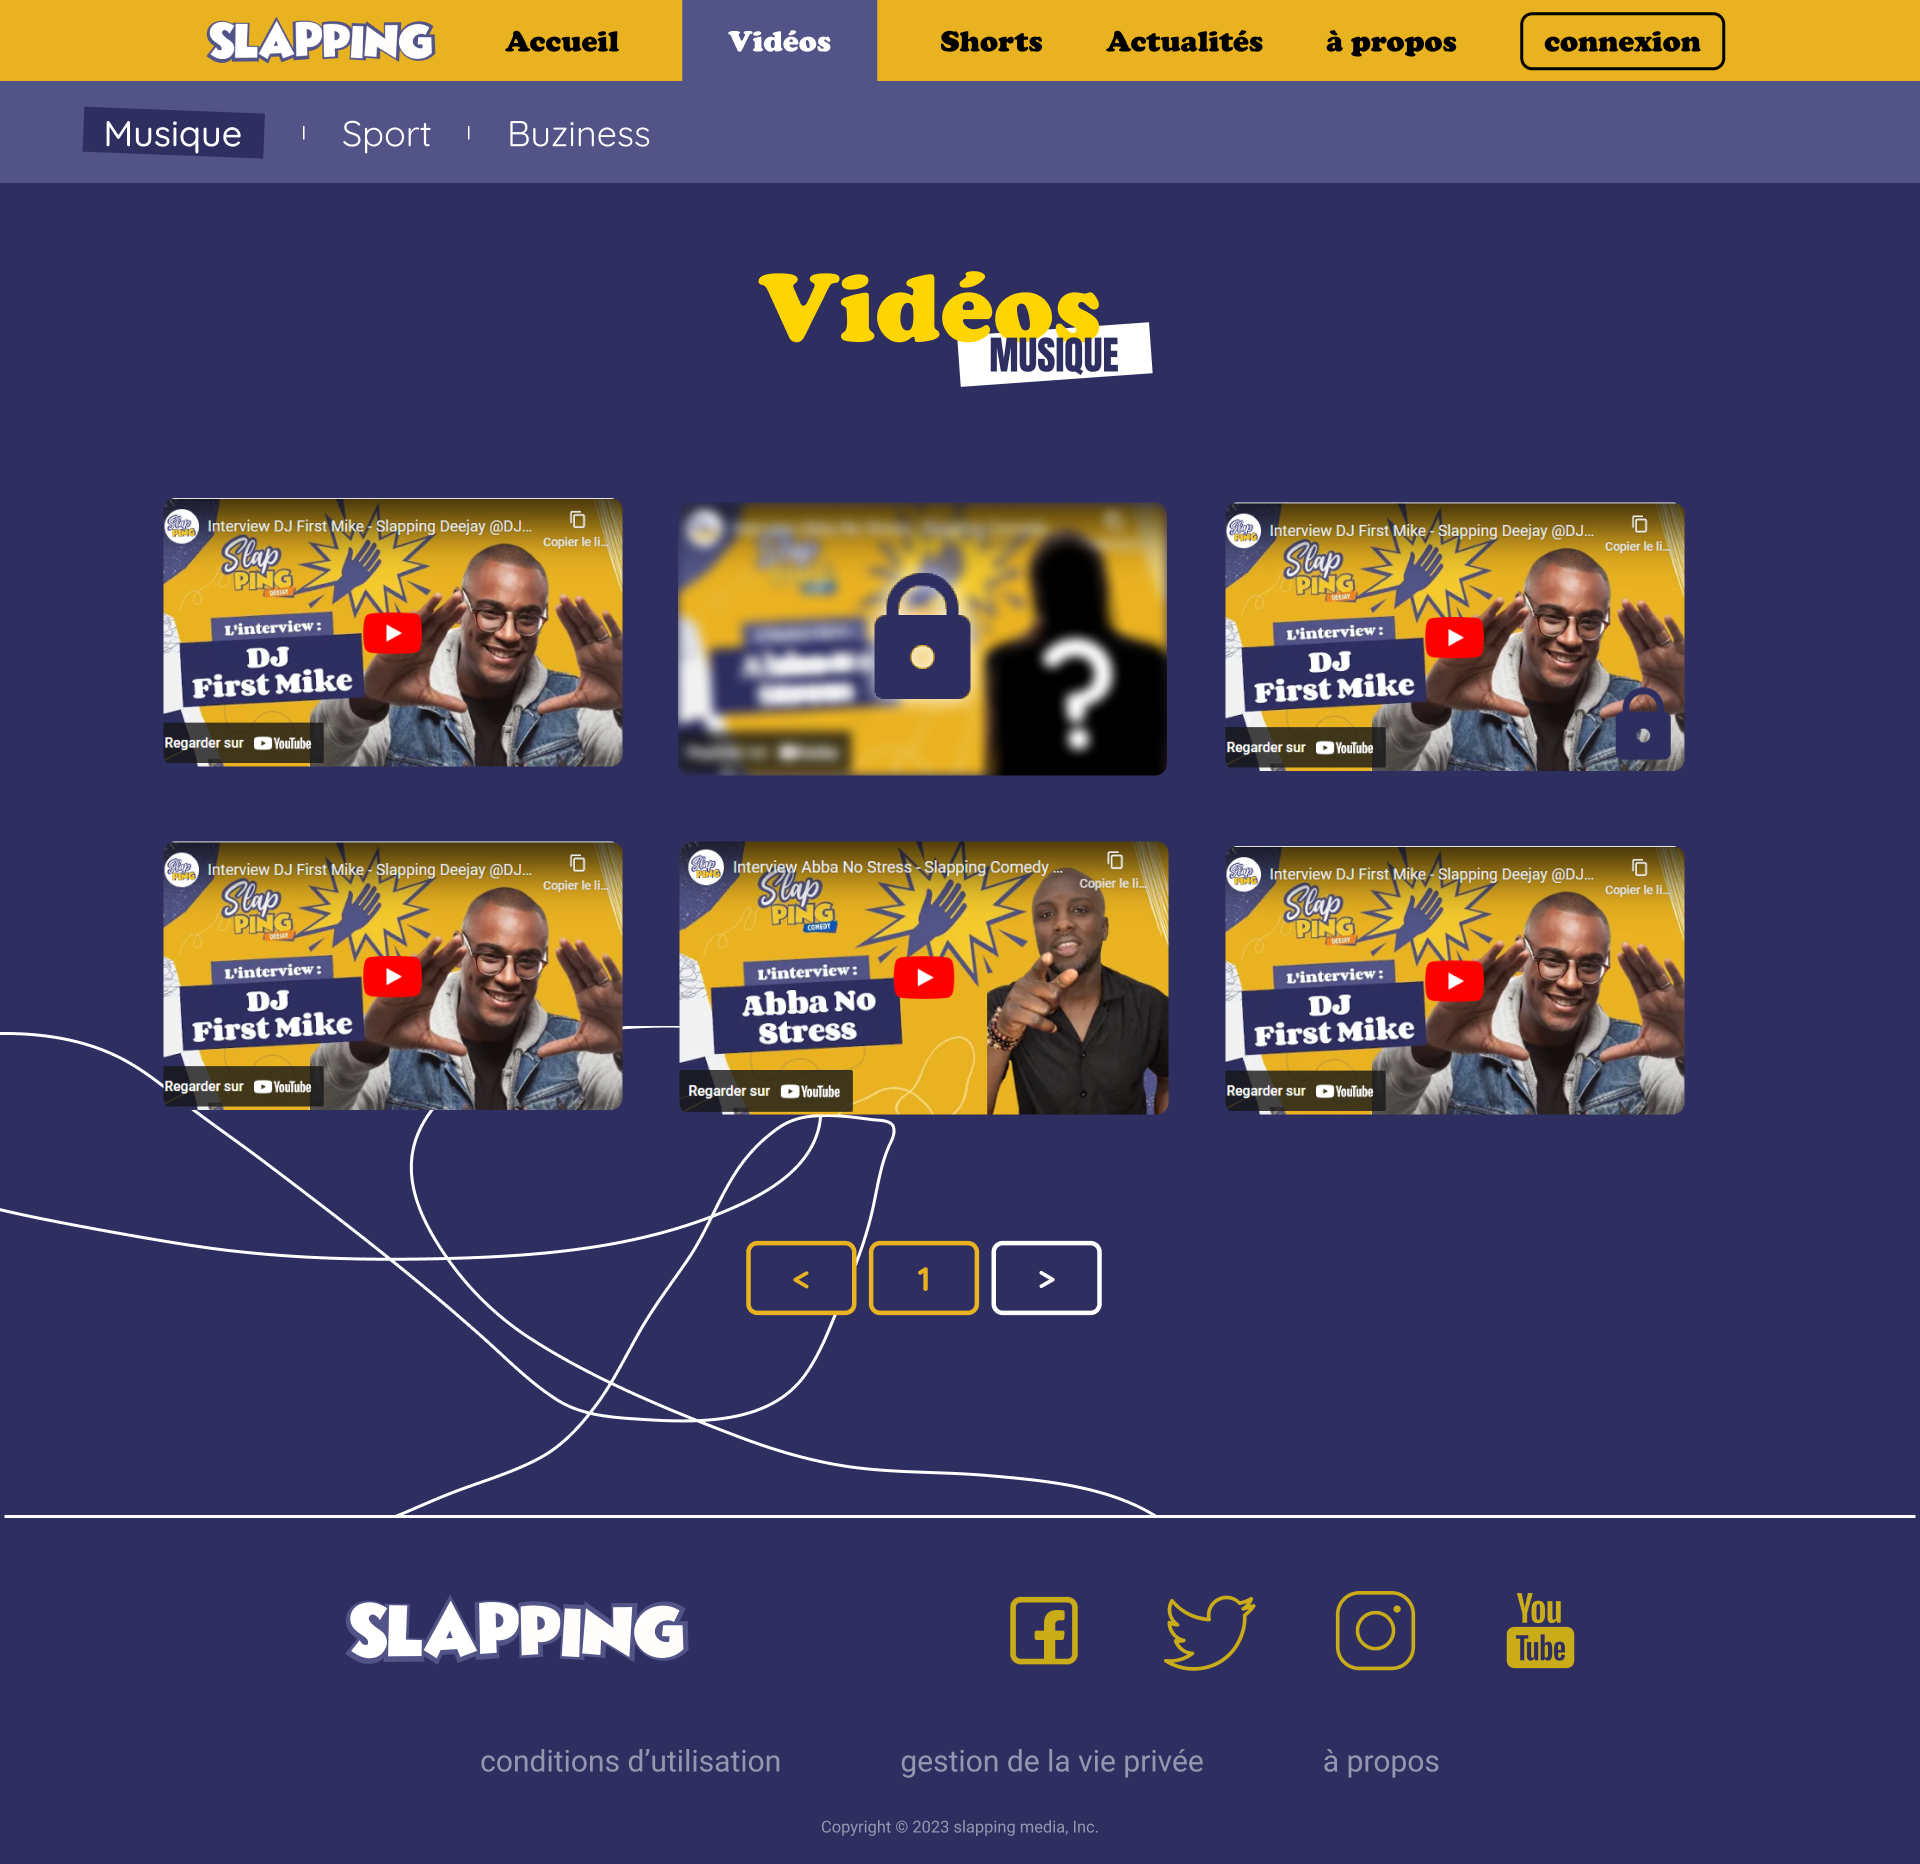 SLAPPING
Accueil
Vidéos
Shorts
Actualités
à propos
connexion
Musique
Sport
Buziness
Vidéos
MUSIQUE
Interview DJ First Mike - Slapping Deejay @DJ...
Copier le li...
Slap
PING
DEEJAY
L'interview :
DJ
First Mike
Regarder sur YouTube
?
Interview DJ First Mike - Slapping Deejay @DJ...
Copier le li...
Slap
PING
DEEJAY
L'interview :
DJ
First Mike
Regarder sur YouTube
Interview DJ First Mike - Slapping Deejay @DJ...
Copier le li...
Slap
PING
DEEJAY
L'interview :
DJ
First Mike
Regarder sur YouTube
Interview Abba No Stress - Slapping Comedy ...
Copier le li...
Slap
PING
COMEDY
L'interview :
Abba No
Stress
Regarder sur YouTube
Interview DJ First Mike - Slapping Deejay @DJ...
Copier le li...
Slap
PING
DEEJAY
L'interview :
DJ
First Mike
Regarder sur YouTube
< 1 >
SLAPPING
You
Tube
conditions d’utilisation
gestion de la vie privée
à propos
Copyright © 2023 slapping media, Inc.